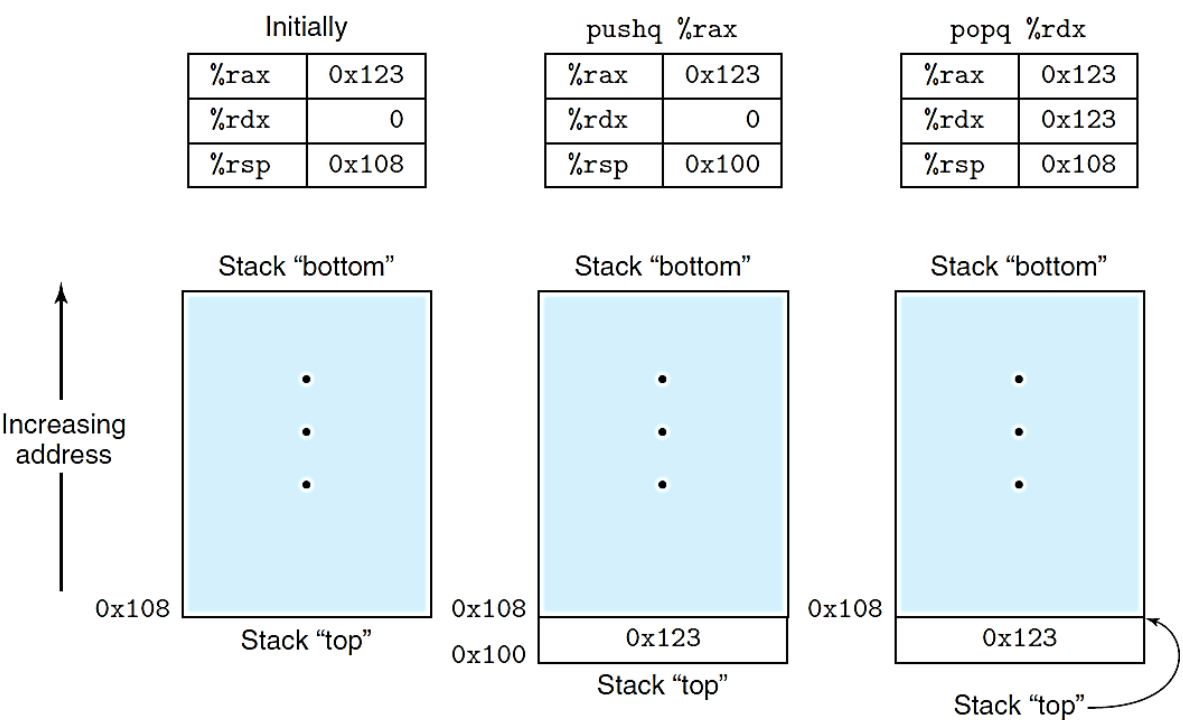 Initially
%rax 0x123
%rdx 0
%rsp 0x108
pushq %rax
%rax 0x123
%rdx 0
%rsp 0x100
popq %rdx
%rax 0x123
%rdx 0x123
%rsp 0x108
Increasing
address
Stack “bottom”
0x108
Stack “top”
Stack “bottom”
0x108
0x123
0x100
Stack “top”
Stack “bottom”
0x108
0x123
Stack “top”